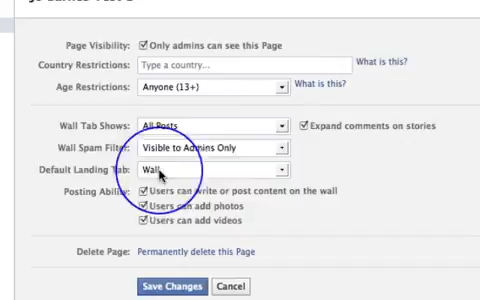 Page Visibility: Only admins can see this Page
Country Restrictions: Type a country... What is this?
Age Restrictions: Anyone (13+) What is this?
Wall Tab Shows: All Posts Expand comments on stories
Wall Spam Filter: Visible to Admins Only
Default Landing Tab: Wall
Posting Ability: Users can write or post content on the wall
Users can add photos
Users can add videos
Delete Page: Permanently delete this Page
Save Changes Cancel